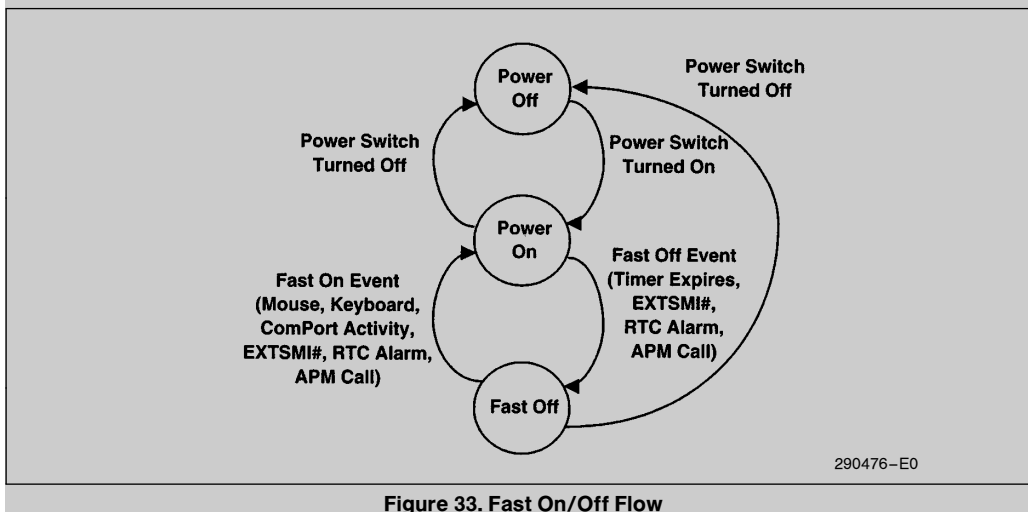 Power
Off
Power Switch
Turned Off
Power Switch
Turned Off
Power Switch
Turned On
Power
On
Fast On Event
(Mouse, Keyboard,
ComPort Activity,
EXTSMI#, RTC Alarm,
APM Call)
Fast Off Event
(Timer Expires,
EXTSMI#,
RTC Alarm,
APM Call)
Fast Off
290476–E0
Figure 33. Fast On/Off Flow